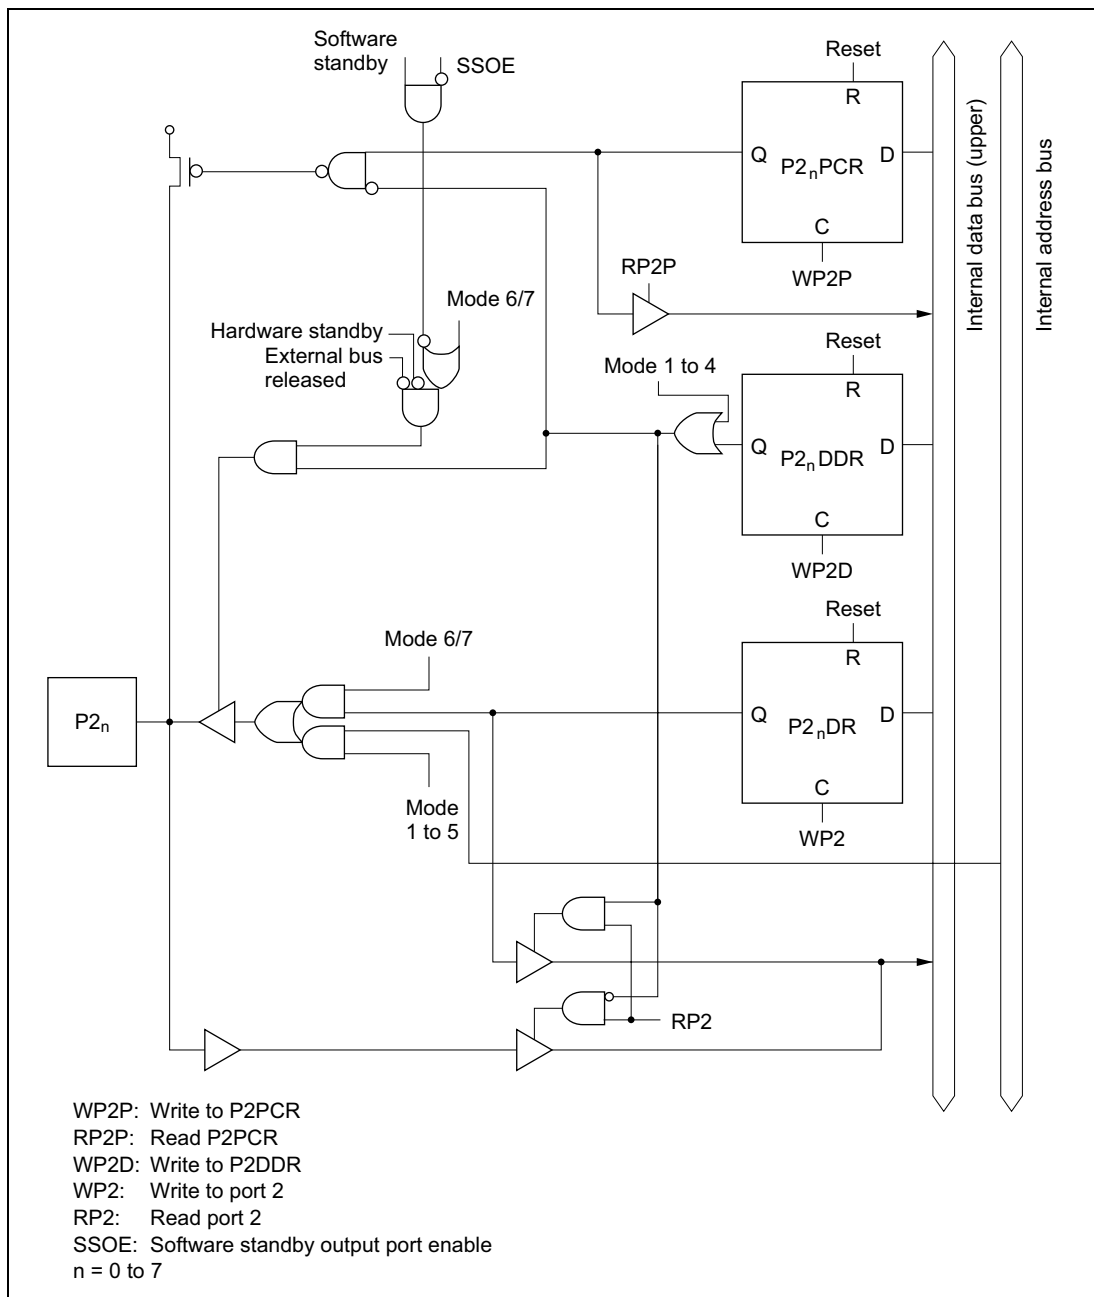 Software
standby
SSOE
Reset
R
Q
P2nPCR
D
C
WP2P
RP2P
Mode 6/7
Hardware standby
External bus
released
Internal data bus (upper)
Internal address bus
Reset
Mode 1 to 4
R
Q
P2nDDR
D
C
WP2D
Reset
Mode 6/7
R
P2n
Q
P2nDR
D
C
Mode
1 to 5
WP2
RP2
WP2P: Write to P2PCR
RP2P: Read P2PCR
WP2D: Write to P2DDR
WP2: Write to port 2
RP2: Read port 2
SSOE: Software standby output port enable
n = 0 to 7